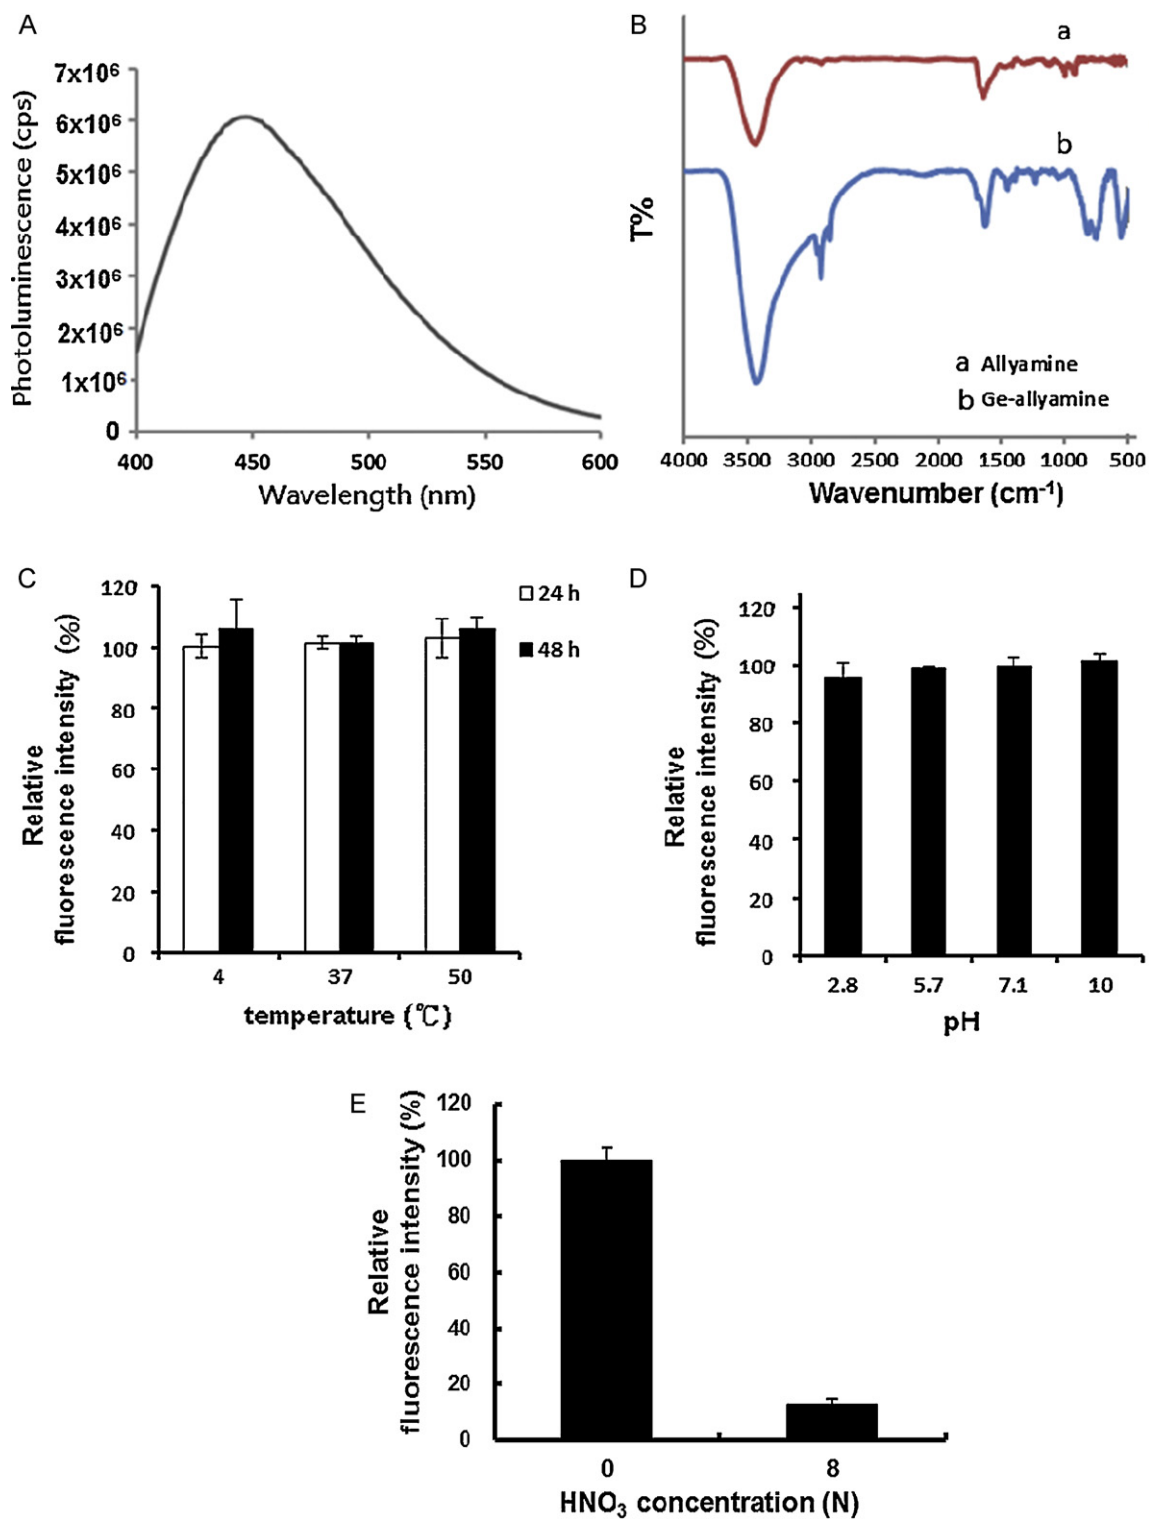 A
Photoluminescence (cps)
7x10⁶
6x10⁶
5x10⁶
4x10⁶
3x10⁶
2x10⁶
1x10⁶
0
400 450 500 550 600
Wavelength (nm)
B
T%
a
b
a Allyamine
b Ge-allyamine
4000 3500 3000 2500 2000 1500 1000 500
Wavenumber (cm⁻¹)
C
Relative
fluorescence intensity (%)
120
100
80
60
40
20
0
24 h
48 h
4 37 50
temperature (℃)
D
Relative
fluorescence intensity (%)
120
100
80
60
40
20
0
2.8 5.7 7.1 10
pH
E
Relative
fluorescence intensity (%)
120
100
80
60
40
20
0
0 8
HNO₃ concentration (N)